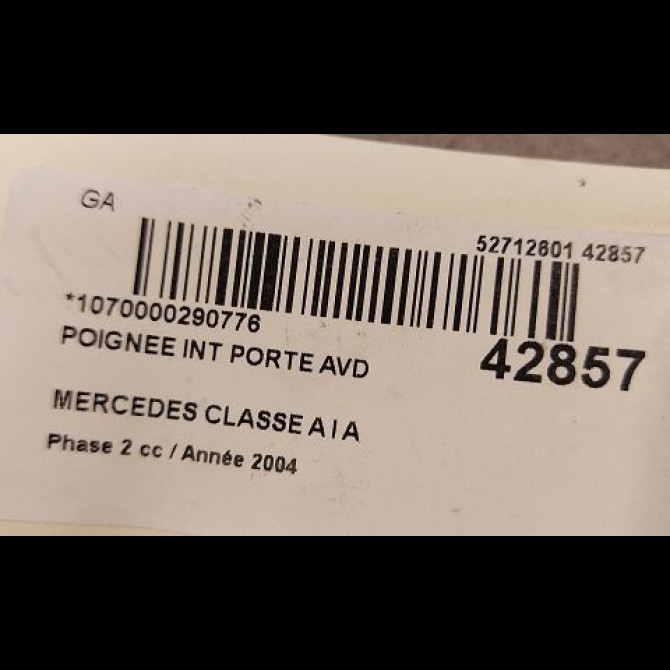 GA
52712601 42857
*1070000290776
42857
POIGNEE INT PORTE AVD
MERCEDES CLASSE A I A
Phase 2 cc / Année 2004